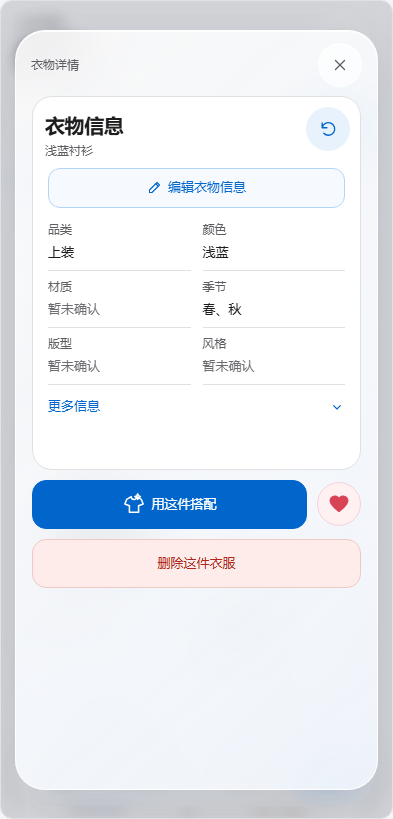 衣物详情
衣物信息
浅蓝衬衫
编辑衣物信息
品类
颜色
上装
浅蓝
材质
季节
暂未确认
春、秋
版型
风格
暂未确认
暂未确认
更多信息
用这件搭配
删除这件衣服